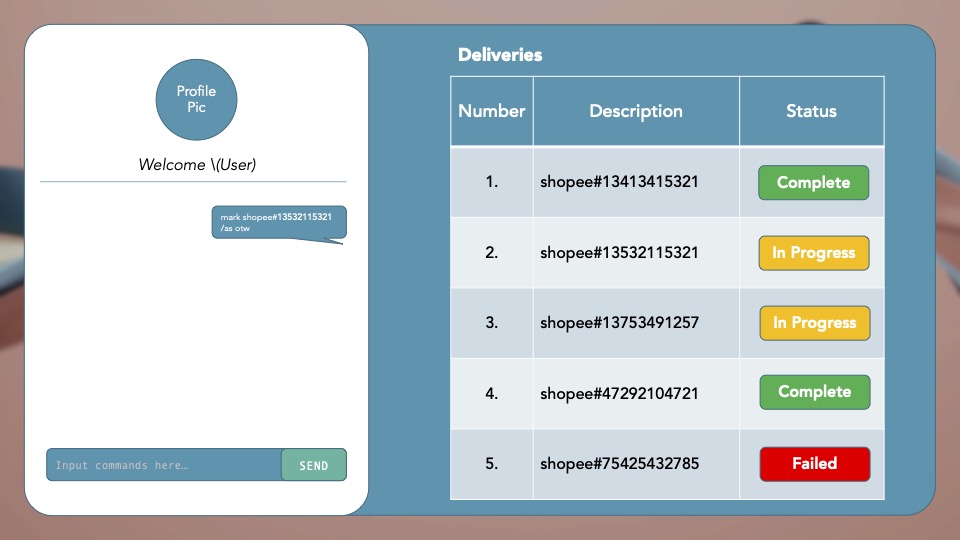 Profile
Pic
Welcome \(User)
mark shopee#13532115321
/as otw
Input commands here…
SEND
Deliveries
Number Description Status
1. shopee#13413415321 Complete
2. shopee#13532115321 In Progress
3. shopee#13753491257 In Progress
4. shopee#47292104721 Complete
5. shopee#75425432785 Failed